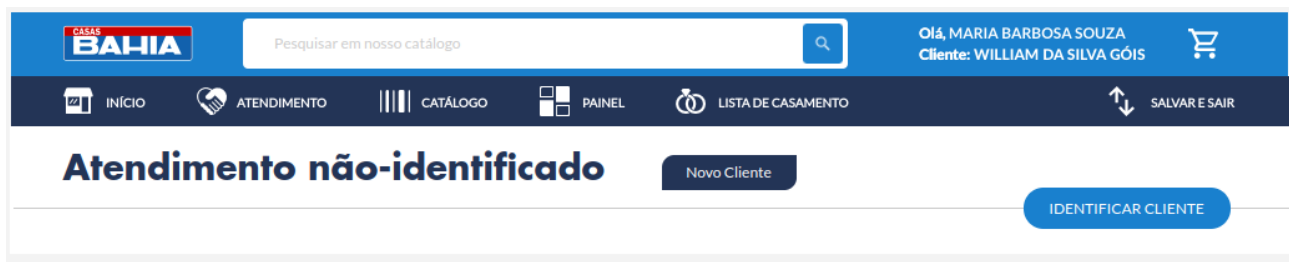 CASAS
BAHIA
Pesquisar em nosso catálogo
Olá, MARIA BARBOSA SOUZA
Cliente: WILLIAM DA SILVA GÓIS
INÍCIO
ATENDIMENTO
CATÁLOGO
PAINEL
LISTA DE CASAMENTO
SALVAR E SAIR
Atendimento não-identificado
Novo Cliente
IDENTIFICAR CLIENTE